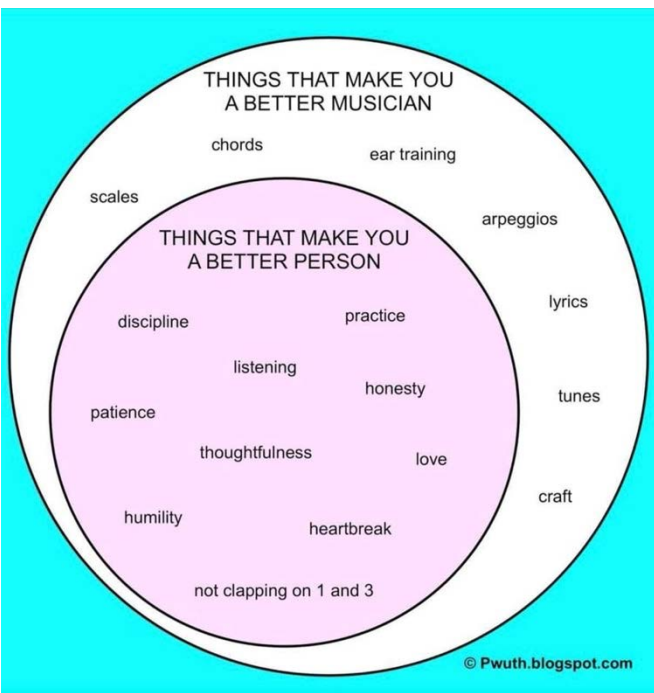 THINGS THAT MAKE YOU
A BETTER MUSICIAN
chords
ear training
scales
arpeggios
THINGS THAT MAKE YOU
A BETTER PERSON
lyrics
discipline
practice
listening
honesty
tunes
patience
thoughtfulness
love
craft
humility
heartbreak
not clapping on 1 and 3
© Pwuth.blogspot.com